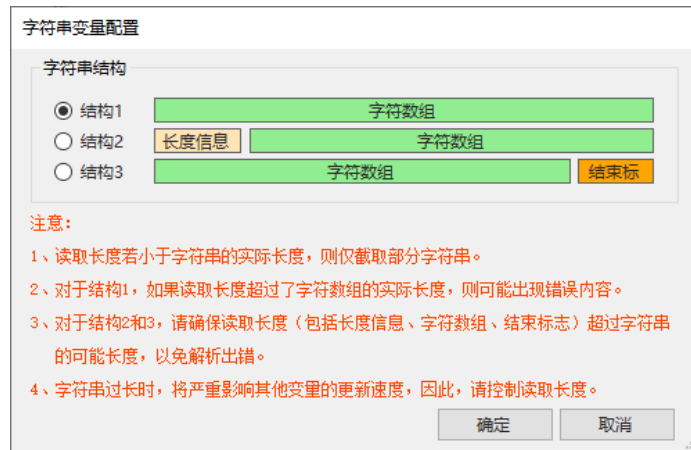 字符串变量配置
字符串结构
结构1 字符数组
结构2 长度信息 字符数组
结构3 字符数组 结束标
注意:
1、读取长度若小于字符串的实际长度，则仅截取部分字符串。
2、对于结构1，如果读取长度超过了字符数组的实际长度，则可能出现错误内容。
3、对于结构2和3，请确保读取长度（包括长度信息、字符数组、结束标志）超过字符串
的可能长度，以免解析出错。
4、字符串过长时，将严重影响其他变量的更新速度，因此，请控制读取长度。
确定 取消